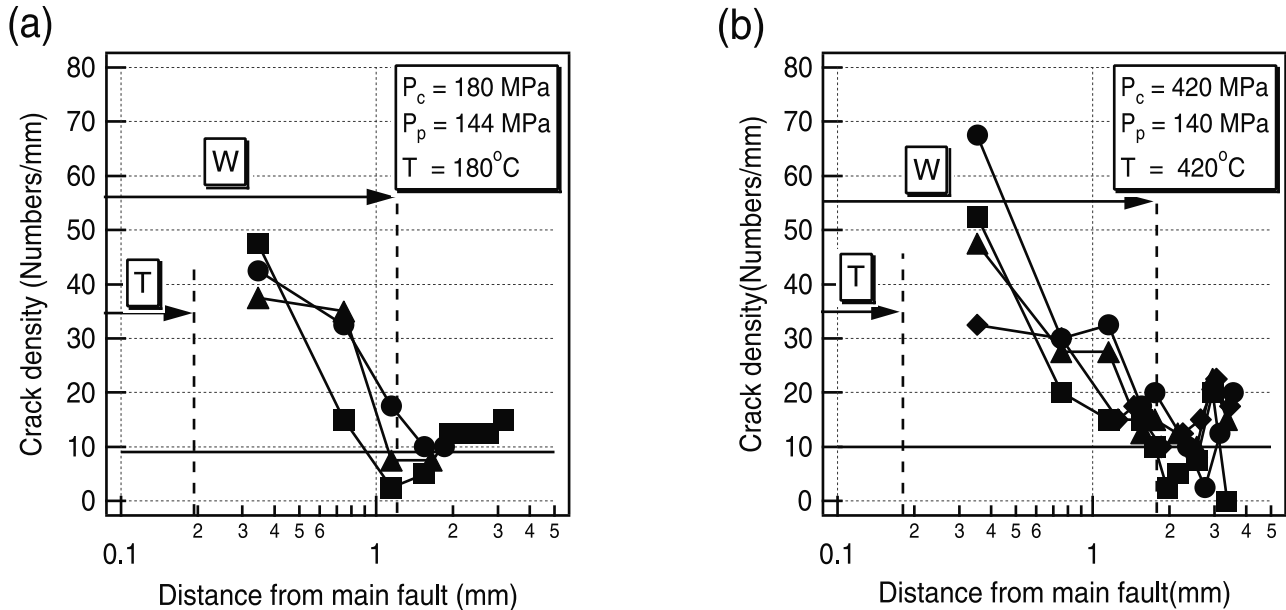 (a)
80
70
60
50
40
30
20
10
0
Crack density (Numbers/mm)
P_c = 180 MPa
P_p = 144 MPa
T = 180°C
W
T
2 3 4 5 6 2 3 4 5
0.1 1
Distance from main fault (mm)
(b)
80
70
60
50
40
30
20
10
0
Crack density(Numbers/mm)
P_c = 420 MPa
P_p = 140 MPa
T = 420°C
W
T
2 3 4 5 6 2 3 4 5
0.1 1
Distance from main fault(mm)